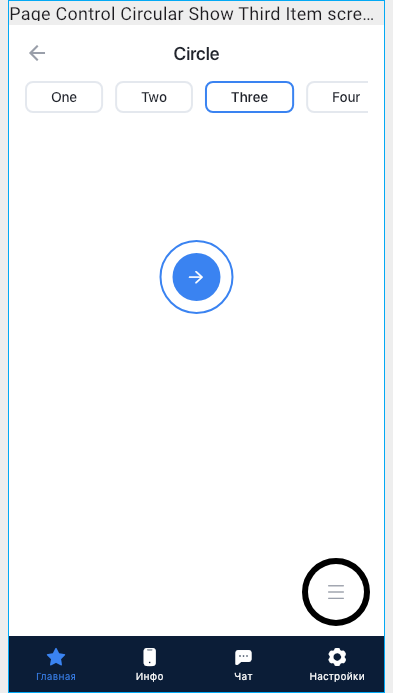 Page Control Circular Show Third Item scre...
Circle
One Two Three Four
Главная Инфо Чат Настройки